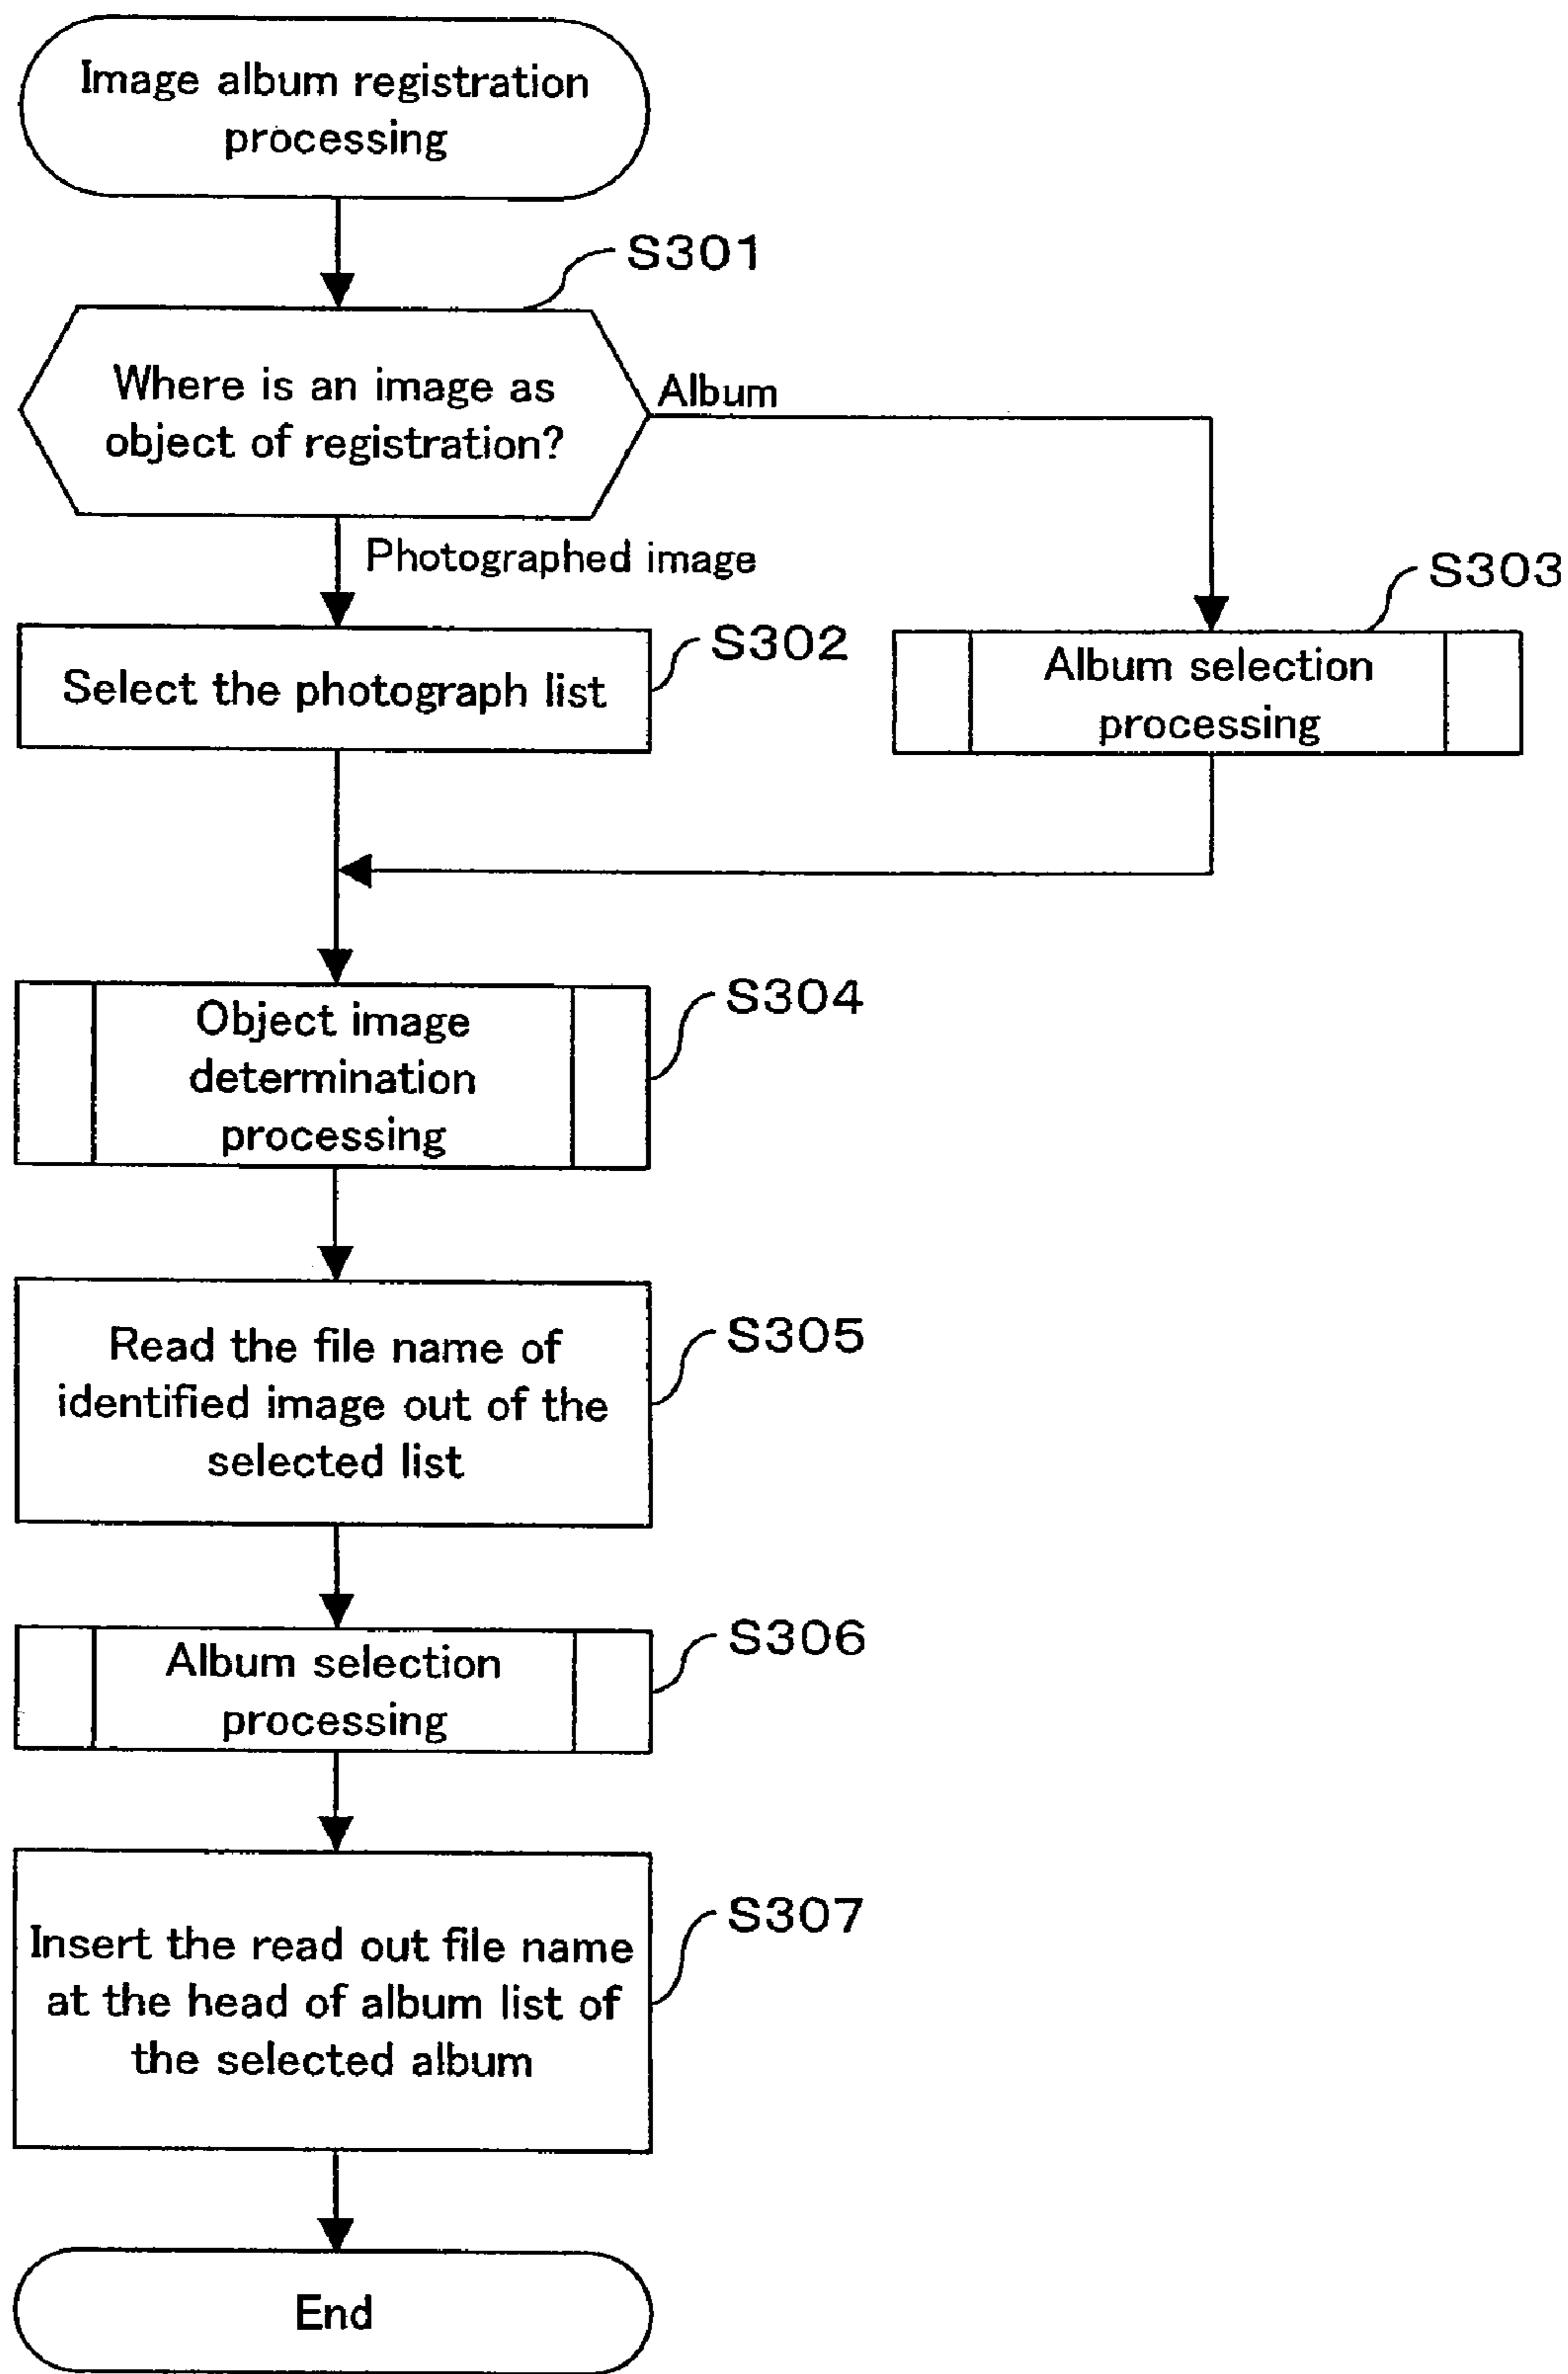 Image album registration
processing
S301
Where is an image as
object of registration?
Album
Photographed image
S302
Select the photograph list
S303
Album selection
processing
S304
Object image
determination
processing
S305
Read the file name of
identified image out of the
selected list
S306
Album selection
processing
S307
Insert the read out file name
at the head of album list of
the selected album
End